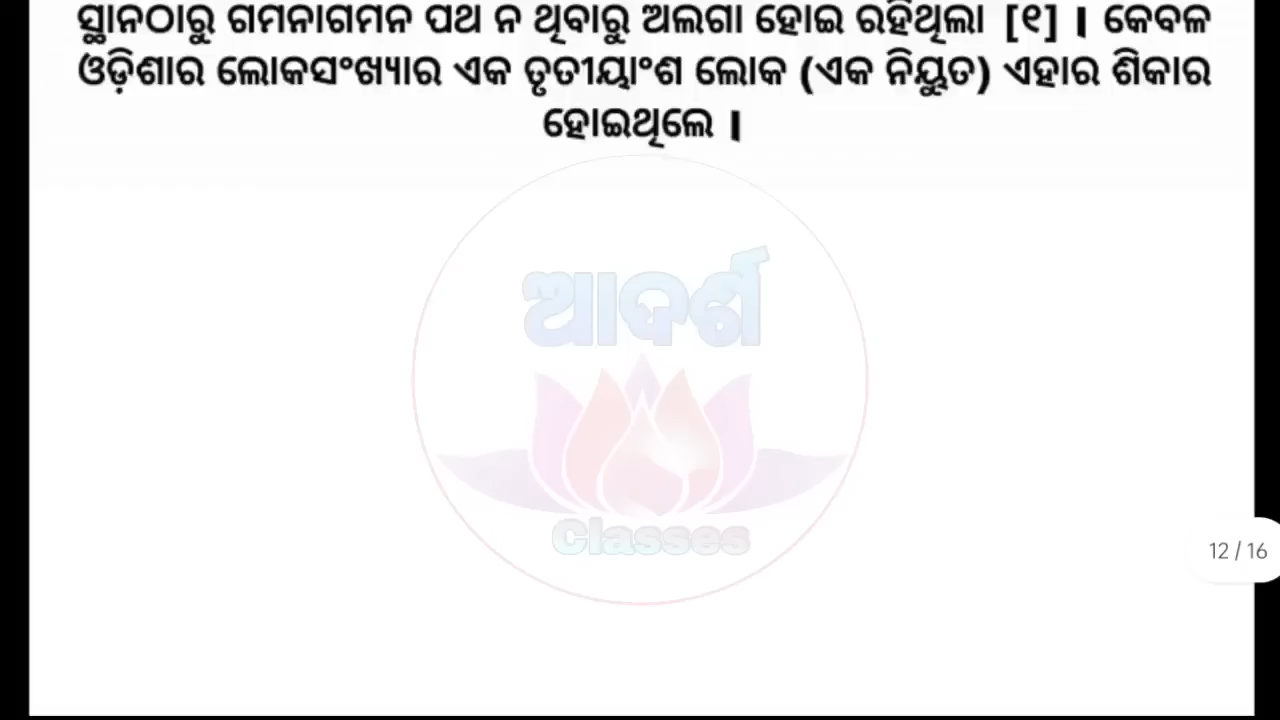 ସ୍ଥାନଠାରୁ ଗମନାଗମନ ପଥ ନ ଥିବାରୁ ଅଲଗା ହୋଇ ରହିଥିଲା [୧] । କେବଳ
ଓଡ଼ିଶାର ଲୋକସଂଖ୍ୟାର ଏକ ତୃତୀୟାଂଶ ଲୋକ (ଏକ ନିୟୁତ) ଏହାର ଶିକାର
ହୋଇଥିଲେ ।
ଆଦର୍ଶ
Classes
12 / 16